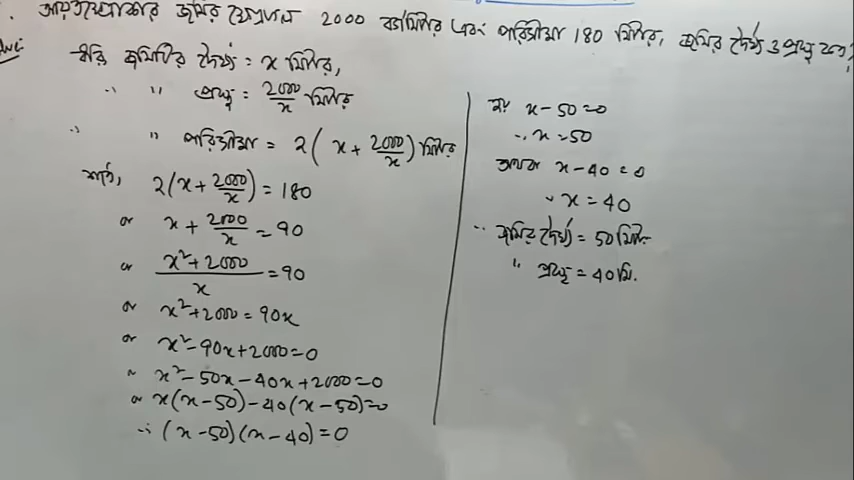 আয়তক্ষেত্রাকার জমির ক্ষেত্রফল 2000 বর্গমিটার এবং পরিসীমা 180 মিটার, জমির দৈর্ঘ্য ও প্রস্থ কত?
ধরি জমিটির দৈর্ঘ্য = x মিটার,
" " প্রস্থ = 2000/x মিটার
" " পরিসীমা = 2(x + 2000/x) মিটার
শর্ত, 2(x + 2000/x) = 180
or x + 2000/x = 90
or (x² + 2000)/x = 90
or x² + 2000 = 90x
or x² - 90x + 2000 = 0
" x² - 50x - 40x + 2000 = 0
or x(x - 50) - 40(x - 50) = 0
∴ (x - 50)(x - 40) = 0
হয় x - 50 = 0
∴ x = 50
অথবা x - 40 = 0
∴ x = 40
∴ জমির দৈর্ঘ্য = 50 মিটার
" প্রস্থ = 40 মি.